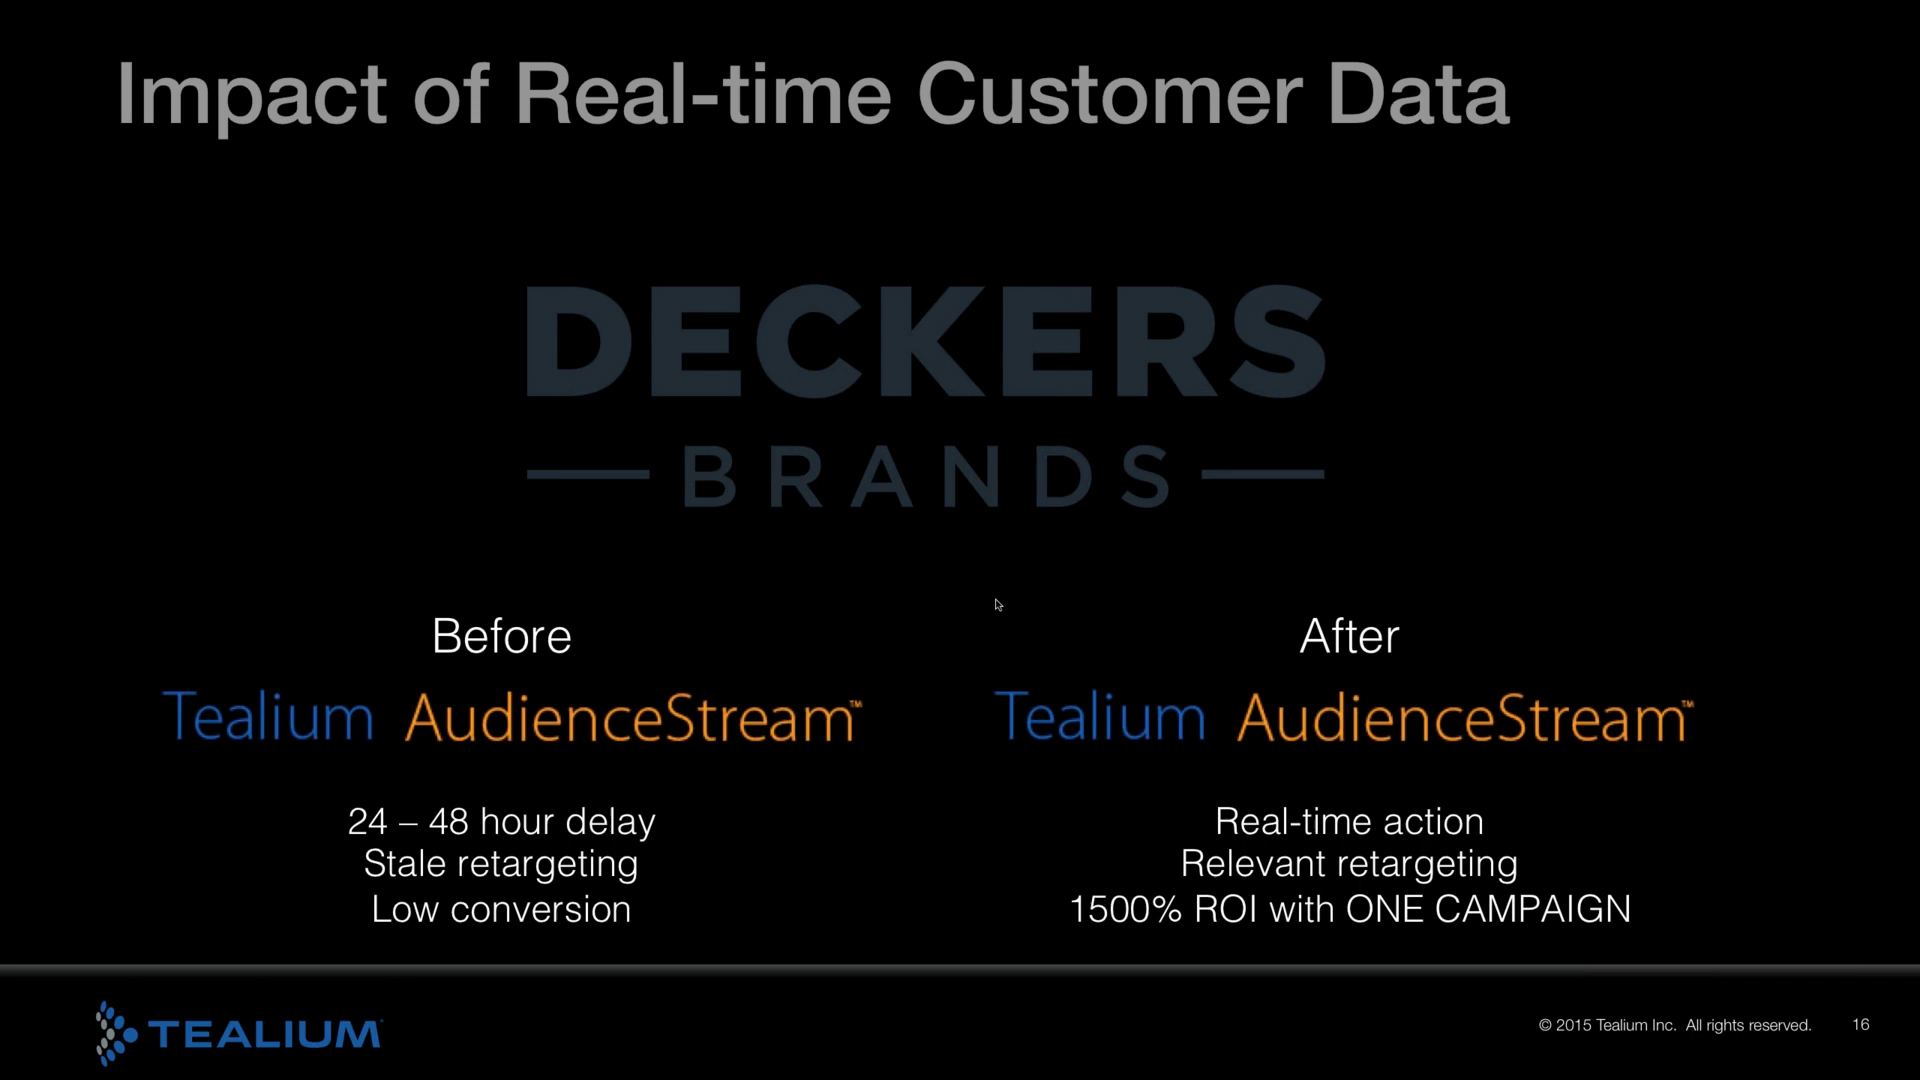 Impact of Real-time Customer Data
DECKERS
BRANDS
Before
Tealium AudienceStream™
24 – 48 hour delay
Stale retargeting
Low conversion
After
Tealium AudienceStream™
Real-time action
Relevant retargeting
1500% ROI with ONE CAMPAIGN
TEALIUM
© 2015 Tealium Inc. All rights reserved.
16